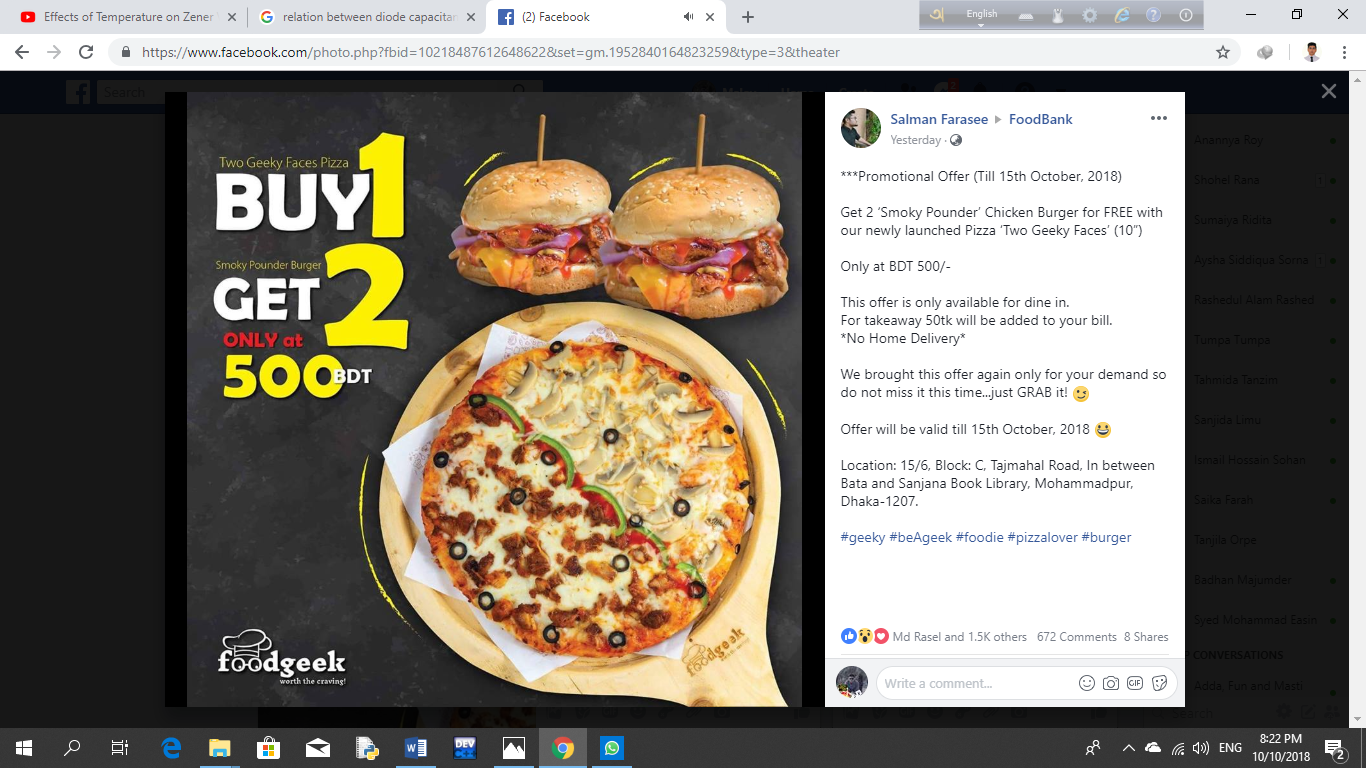 Effects of Temperature on Zener
relation between diode capacitan
(2) Facebook
English
https://www.facebook.com/photo.php?fbid=10218487612648622&set=gm.1952840164823259&type=3&theater
Search
Two Geeky Faces Pizza
BUY 1
Smoky Pounder Burger
GET 2
ONLY at
500 BDT
foodgeek
worth the craving!
foodgeek
Salman Farasee ▸ FoodBank
Yesterday ·
***Promotional Offer (Till 15th October, 2018)
Get 2 ‘Smoky Pounder’ Chicken Burger for FREE with
our newly launched Pizza ‘Two Geeky Faces’ (10”)
Only at BDT 500/-
This offer is only available for dine in.
For takeaway 50tk will be added to your bill.
*No Home Delivery*
We brought this offer again only for your demand so
do not miss it this time...just GRAB it! 😉
Offer will be valid till 15th October, 2018 😀
Location: 15/6, Block: C, Tajmahal Road, In between
Bata and Sanjana Book Library, Mohammadpur,
Dhaka-1207.
#geeky #beAgeek #foodie #pizzalover #burger
Md Rasel and 1.5K others 672 Comments 8 Shares
Write a comment...
GIF
Anannya Roy
Shohel Rana
Sumaiya Ridita
Aysha Siddiqua Sorna
Rashedul Alam Rashed
Tumpa Tumpa
Tahmida Tanzim
Sanjida Limu
Ismail Hossain Sohan
Saika Farah
Tanjila Orpe
Badhan Majumder
Syed Mohammad Easin
CONVERSATIONS
Adda, Fun and Masti
Search
DEV
ENG
8:22 PM
10/10/2018
2